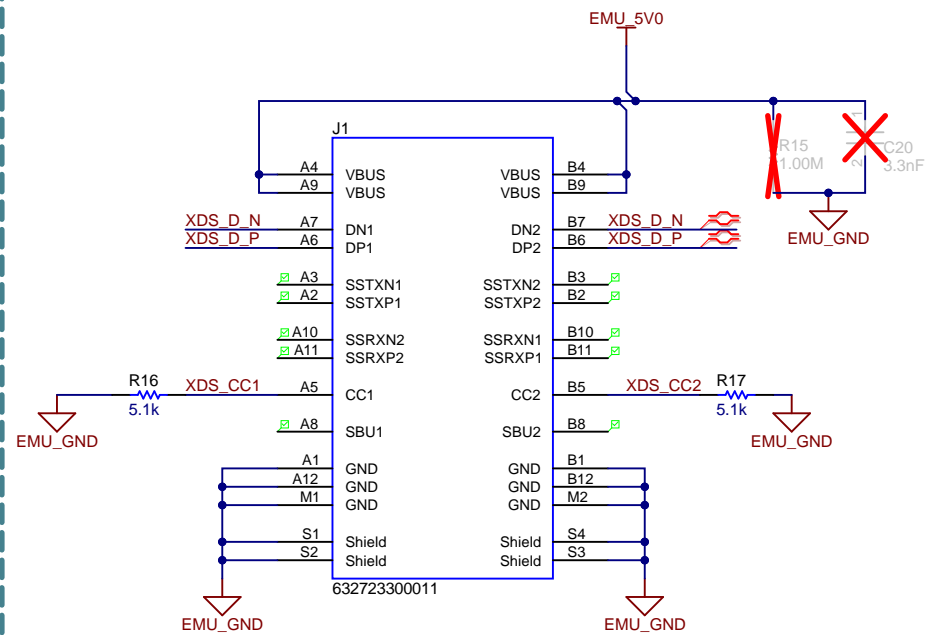 EMU_5V0
J1
R15
1.00M
1
2
C20
3.3nF
EMU_GND
A4 VBUS VBUS B4
A9 VBUS VBUS B9
XDS_D_N A7 DN1 DN2 B7 XDS_D_N
XDS_D_P A6 DP1 DP2 B6 XDS_D_P
A3 SSTXN1 SSTXN2 B3
A2 SSTXP1 SSTXP2 B2
A10 SSRXN2 SSRXN1 B10
A11 SSRXP2 SSRXP1 B11
R16 XDS_CC1 A5 CC1 CC2 B5 XDS_CC2 R17
5.1k 5.1k
EMU_GND EMU_GND
A8 SBU1 SBU2 B8
A1 GND GND B1
A12 GND GND B12
M1 GND GND M2
S1 Shield Shield S4
S2 Shield Shield S3
632723300011
EMU_GND EMU_GND